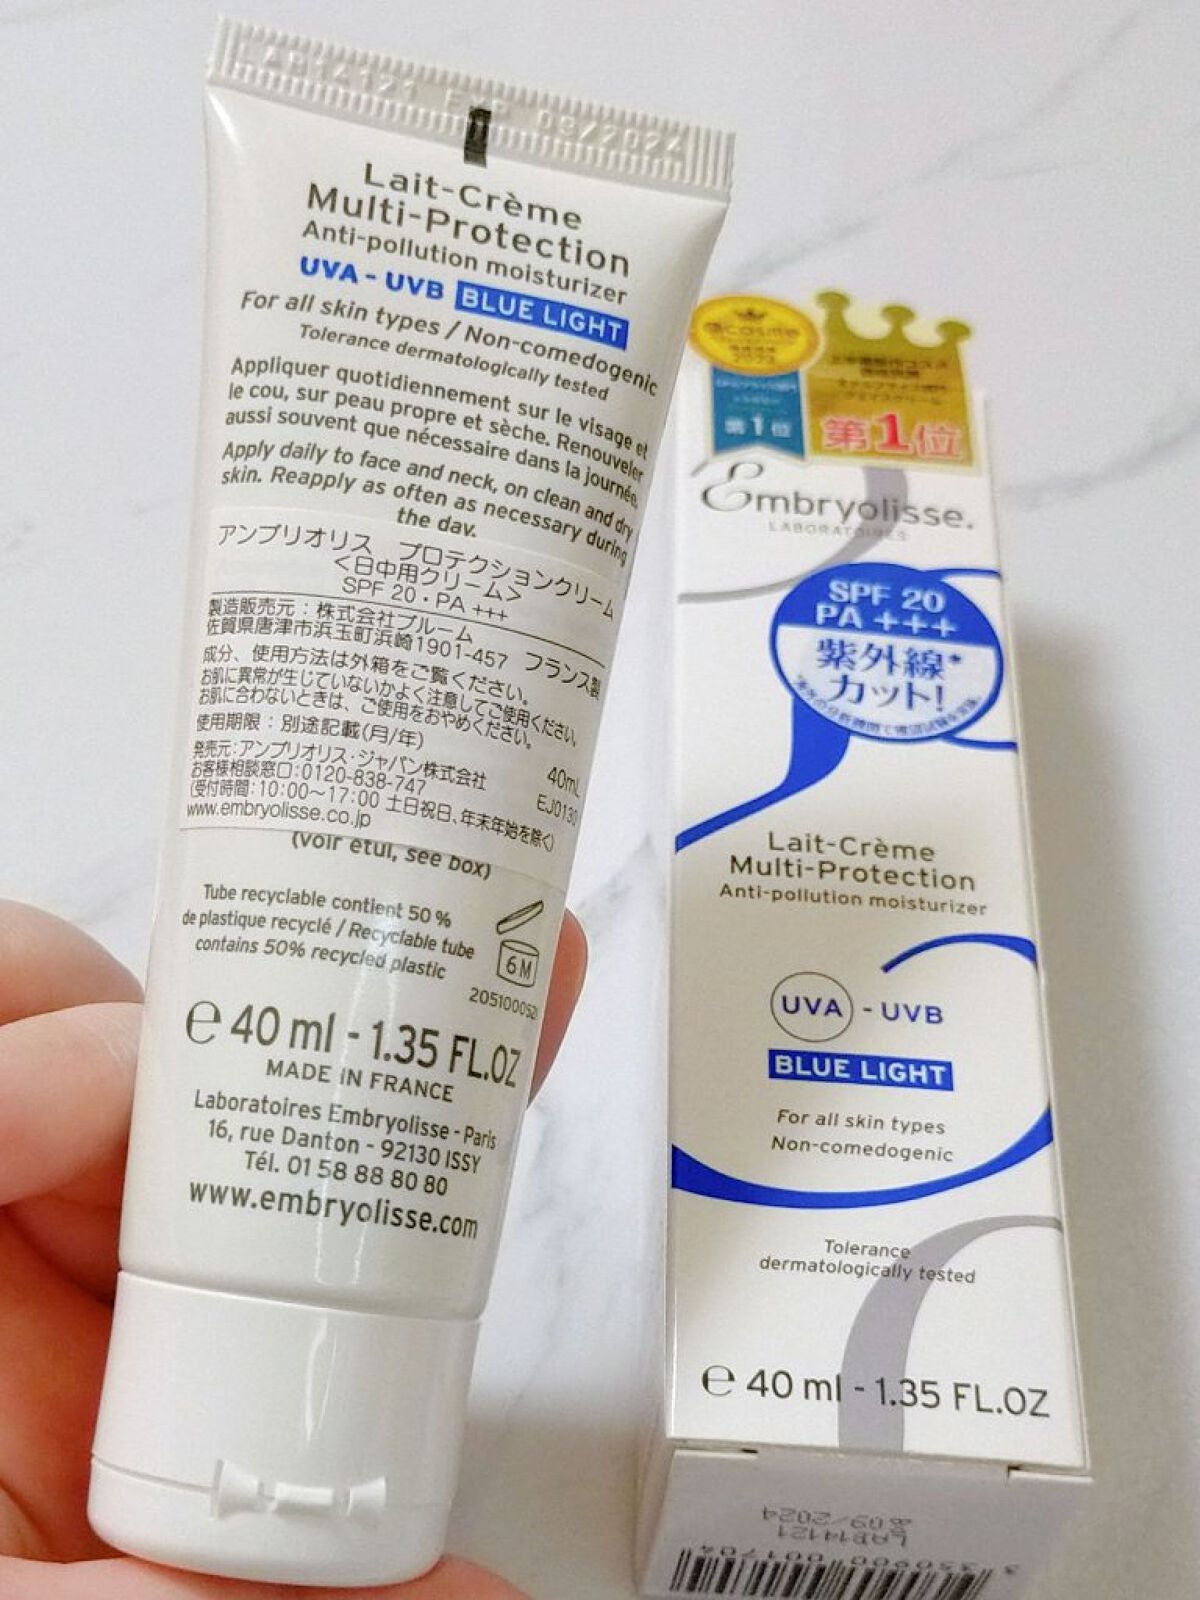 LAB14121 EXP 09/2024
Lait-Crème
Multi-Protection
Anti-pollution moisturizer
UVA - UVB BLUE LIGHT
For all skin types / Non-comedogenic
Tolerance dermatologically tested
Appliquer quotidiennement sur le visage et
le cou, sur peau propre et sèche. Renouveler
aussi souvent que nécessaire dans la journée.
Apply daily to face and neck, on clean and dry
skin. Reapply as often as necessary during
the day.
アンブリオリス プロテクションクリーム
<日中用クリーム>
SPF 20・PA +++
製造販売元:株式会社ブルーム
佐賀県唐津市浜玉町浜崎1901-457 フランス製
成分、使用方法は外箱をご覧ください。
お肌に異常が生じていないかよく注意してご使用ください。
お肌に合わないときは、ご使用をおやめください。
使用期限:別途記載(月/年)
発売元:アンブリオリス・ジャパン株式会社 40mL
お客様相談窓口:0120-838-747 EJ0130
(受付時間:10:00~17:00 土日祝日、年末年始を除く)
www.embryolisse.co.jp
(voir étui, see box)
Tube recyclable contient 50 %
de plastique recyclé / Recyclable tube
contains 50% recycled plastic
6M
℮ 40 ml - 1.35 FL.OZ
MADE IN FRANCE
Laboratoires Embryolisse - Paris
16, rue Danton - 92130 ISSY
Tél. 01 58 88 80 80
www.embryolisse.com
@cosme
第1位
第1位
Embryolisse.
LABORATOIRES
SPF 20
PA +++
紫外線*
カット!
Lait-Crème
Multi-Protection
Anti-pollution moisturizer
UVA - UVB
BLUE LIGHT
For all skin types
Non-comedogenic
Tolerance
dermatologically tested
℮ 40 ml - 1.35 FL.OZ
LAB14121
09/2024
3 350900 001704